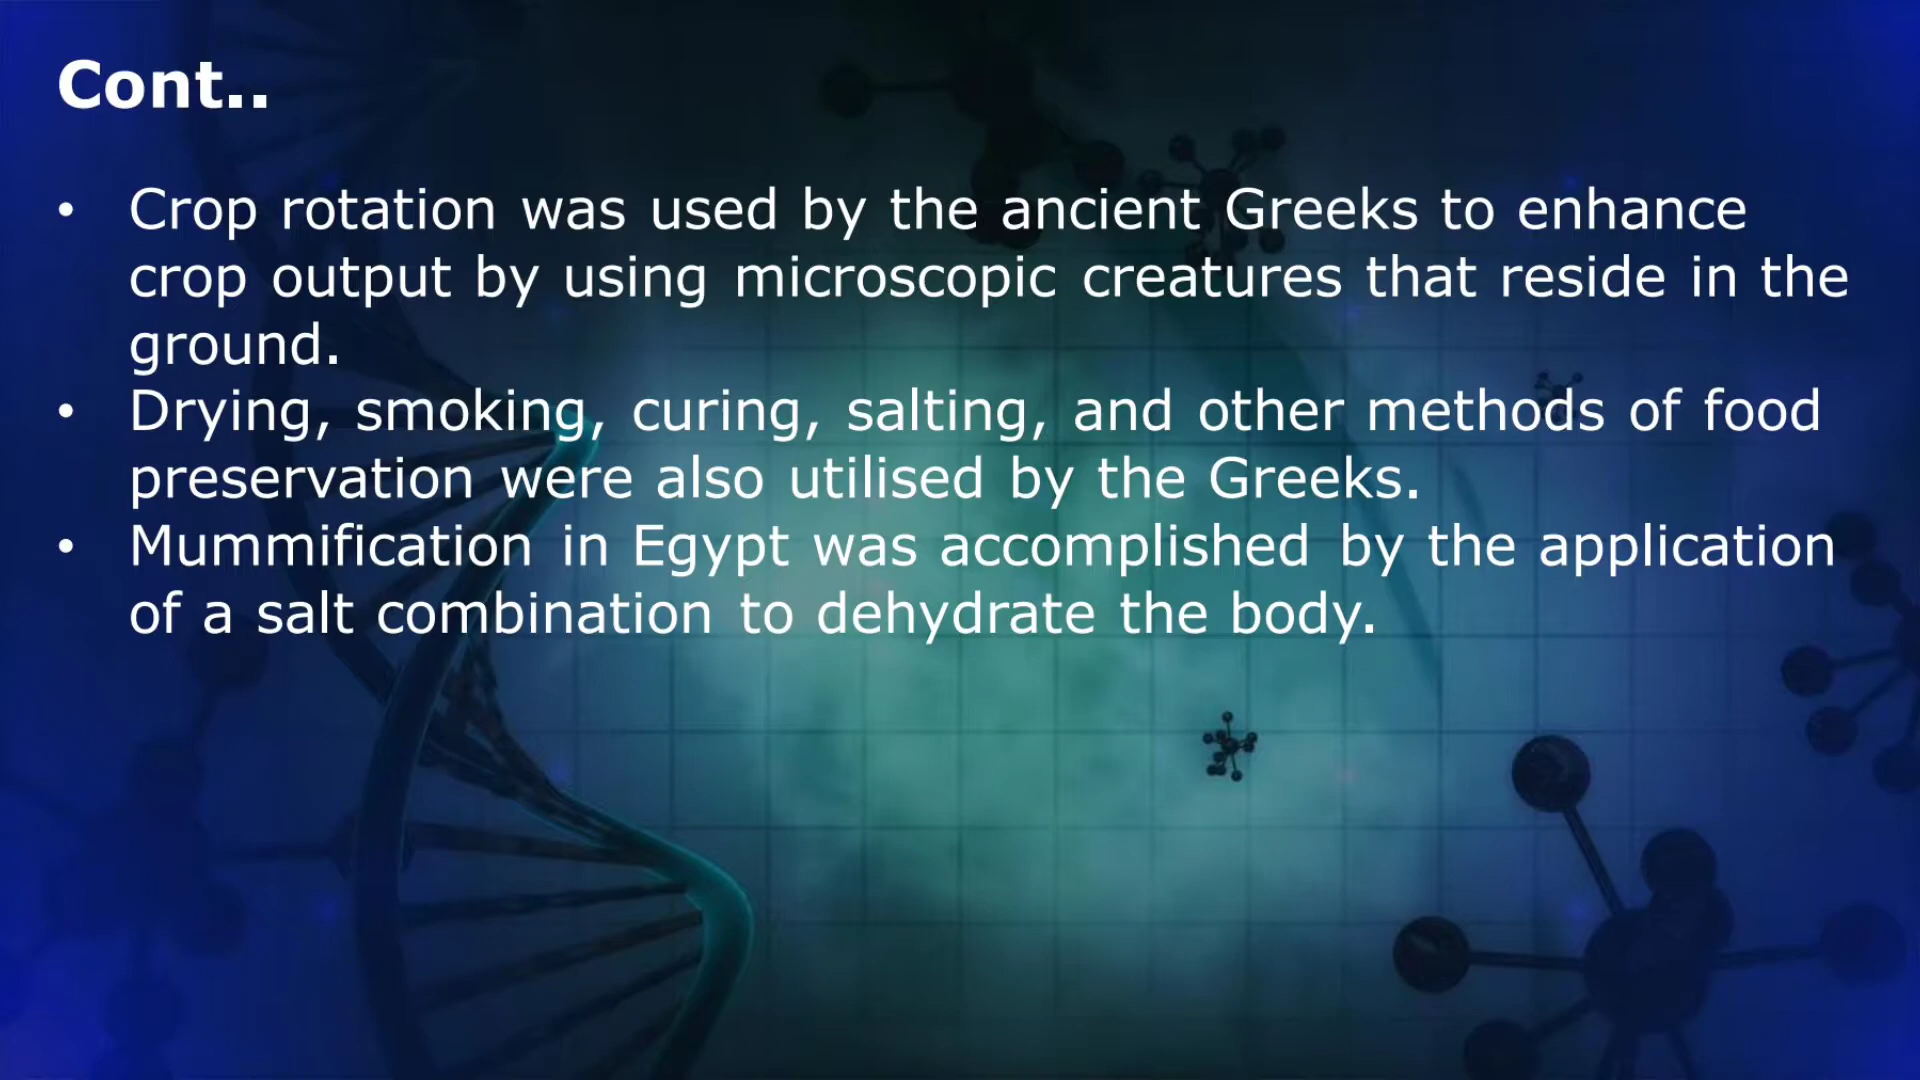 Cont..
• Crop rotation was used by the ancient Greeks to enhance
crop output by using microscopic creatures that reside in the
ground.
• Drying, smoking, curing, salting, and other methods of food
preservation were also utilised by the Greeks.
• Mummification in Egypt was accomplished by the application
of a salt combination to dehydrate the body.